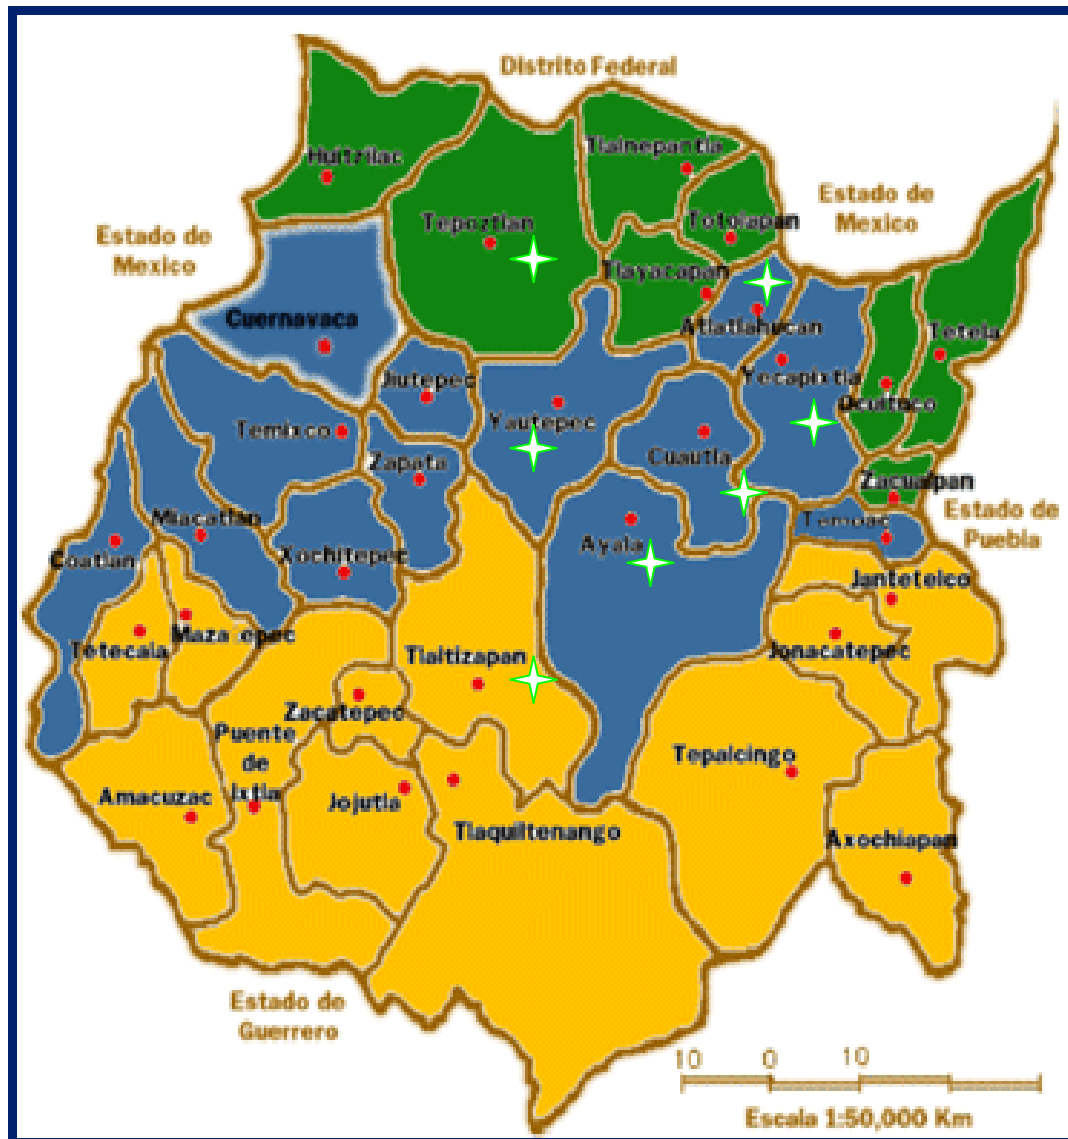 Distrito Federal
Huitzilac
Tlalnepantla
Estado de
Mexico
Tepoztlan
Totolapan
Estado de
Mexico
Tlayacapan
Cuernavaca
Atlatlahucan
Tetela
Jiutepec
Yecapixtla
Ocuituco
Temixco
Yautepec
Zapata
Cuautla
Zacualpan
Miacatlan
Estado de
Puebla
Temoac
Coatlan
Xochitepec
Ayala
Jantetelco
Tetecala
Maza epec
Tlaltizapan
Jonacatepec
Zacatepec
Puente
de
Ixtla
Tepalcingo
Amacuzac
Jojutla
Tlaquiltenango
Axochiapan
Estado de
Guerrero
10 0 10
Escala 1:50,000 Km